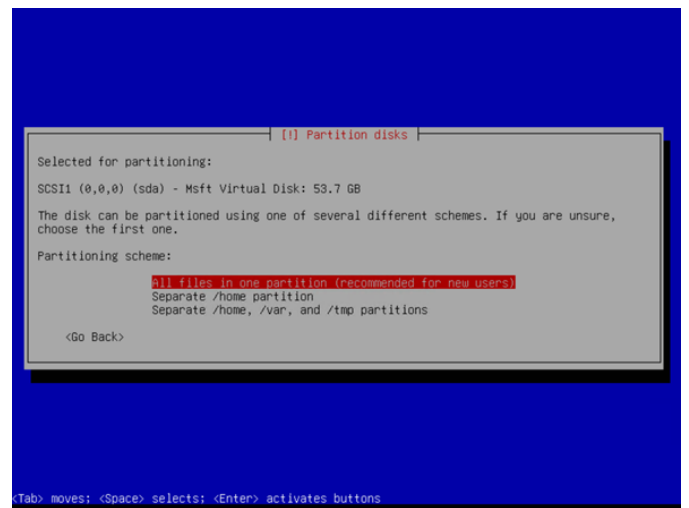 [!] Partition disks
Selected for partitioning:
SCSI1 (0,0,0) (sda) - Msft Virtual Disk: 53.7 GB
The disk can be partitioned using one of several different schemes. If you are unsure,
choose the first one.
Partitioning scheme:
All files in one partition (recommended for new users)
Separate /home partition
Separate /home, /var, and /tmp partitions
<Go Back>
<Tab> moves; <Space> selects; <Enter> activates buttons